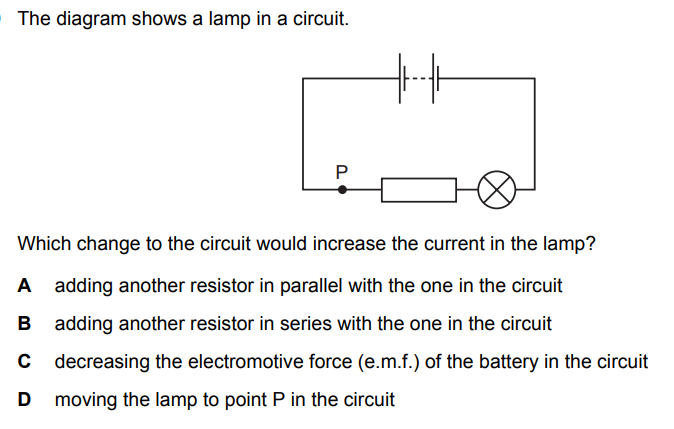 The diagram shows a lamp in a circuit.
P
Which change to the circuit would increase the current in the lamp?
A adding another resistor in parallel with the one in the circuit
B adding another resistor in series with the one in the circuit
C decreasing the electromotive force (e.m.f.) of the battery in the circuit
D moving the lamp to point P in the circuit